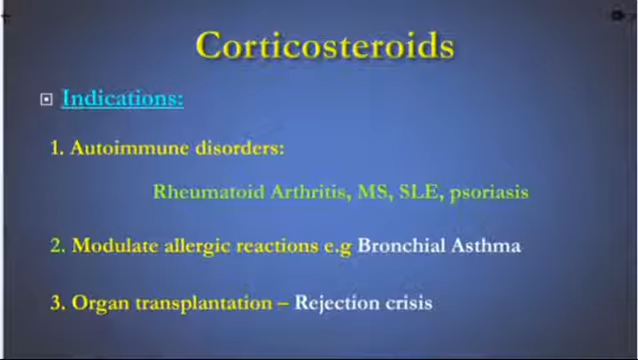 Corticosteroids
Indications:
1. Autoimmune disorders:
Rheumatoid Arthritis, MS, SLE, psoriasis
2. Modulate allergic reactions e.g Bronchial Asthma
3. Organ transplantation – Rejection crisis